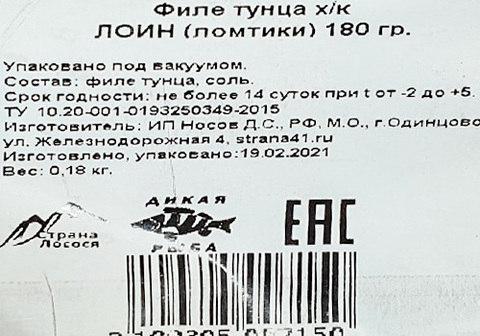 Филе тунца х/к
ЛОИН (ломтики) 180 гр.
Упаковано под вакуумом.
Состав: филе тунца, соль.
Срок годности: не более 14 суток при t от -2 до +5.
ТУ 10.20-001-0193250349-2015
Изготовитель: ИП Носов Д.С., РФ, М.О., г.Одинцово
ул. Железнодорожная 4, strana41.ru
Изготовлено, упаковано:19.02.2021
Вес: 0,18 кг.
ДИКАЯ
РЫБА
Страна
Лосося
ЕАС